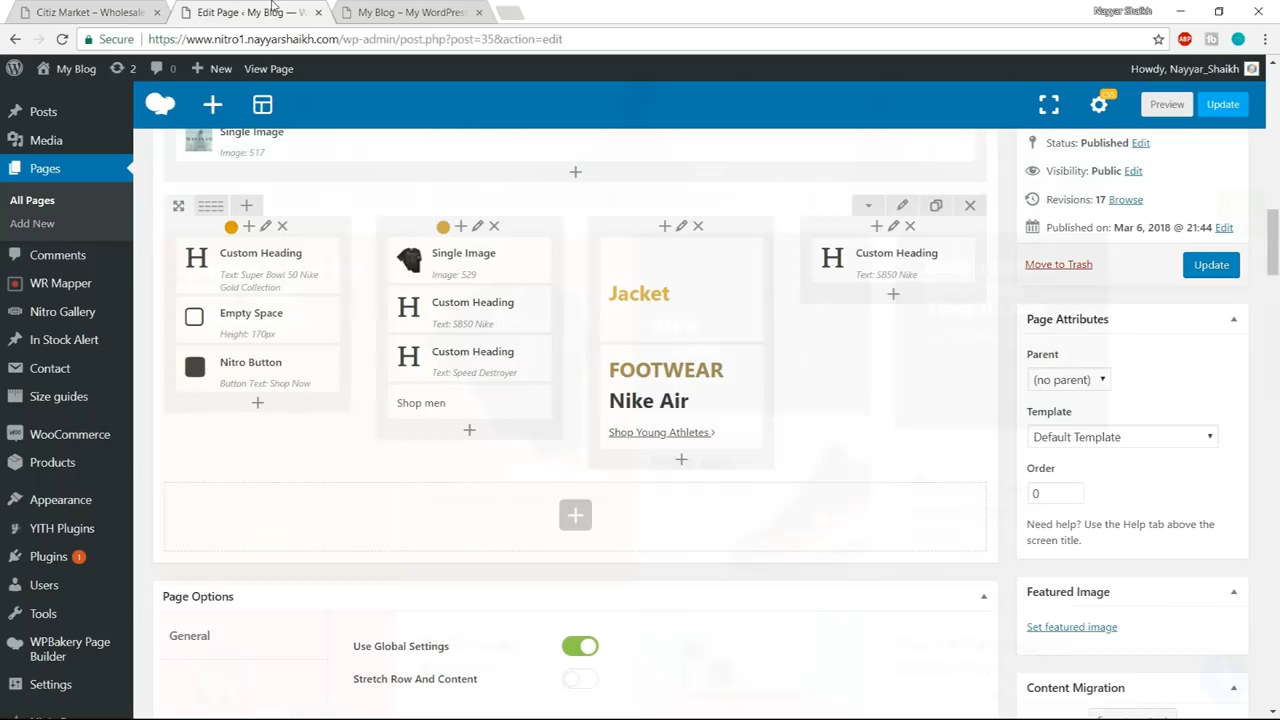 Citiz Market – Wholesale
Edit Page ‹ My Blog — W
My Blog – My WordPress
Nayyar Shaikh
Secure
https://www.nitro1.nayyarshaikh.com/wp-admin/post.php?post=35&action=edit
ABP
My Blog
2
0
New
View Page
Howdy, Nayyar_Shaikh
CSS
Preview
Update
Posts
Media
Pages
All Pages
Add New
Comments
WR Mapper
Nitro Gallery
In Stock Alert
Contact
Size guides
WooCommerce
Products
Appearance
YITH Plugins
Plugins 1
Users
Tools
WPBakery Page
Builder
Settings
Single Image
Image: 517
Custom Heading
Text: Super Bowl 50 Nike
Gold Collection
Empty Space
Height: 170px
Nitro Button
Button Text: Shop Now
Single Image
Image: 529
Custom Heading
Text: SB50 Nike
Custom Heading
Text: Speed Destroyer
Shop men
Jacket
FOOTWEAR
Nike Air
Shop Young Athletes
Custom Heading
Text: SB50 Nike
Page Options
General
Use Global Settings
Stretch Row And Content
Status: Published Edit
Visibility: Public Edit
Revisions: 17 Browse
Published on: Mar 6, 2018 @ 21:44 Edit
Move to Trash
Update
Page Attributes
Parent
(no parent)
Template
Default Template
Order
0
Need help? Use the Help tab above the
screen title.
Featured Image
Set featured image
Content Migration